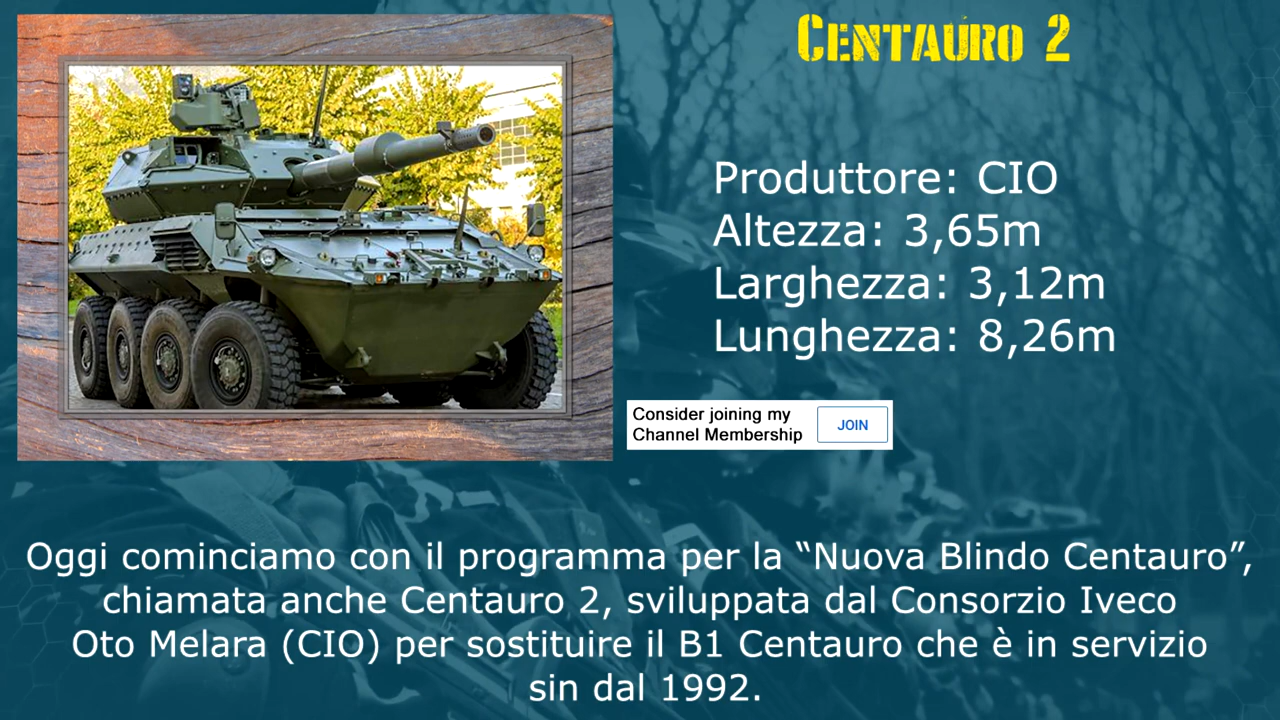 Centauro 2
Produttore: CIO
Altezza: 3,65m
Larghezza: 3,12m
Lunghezza: 8,26m
Consider joining my
Channel Membership
JOIN
Oggi cominciamo con il programma per la “Nuova Blindo Centauro”,
chiamata anche Centauro 2, sviluppata dal Consorzio Iveco
Oto Melara (CIO) per sostituire il B1 Centauro che è in servizio
sin dal 1992.